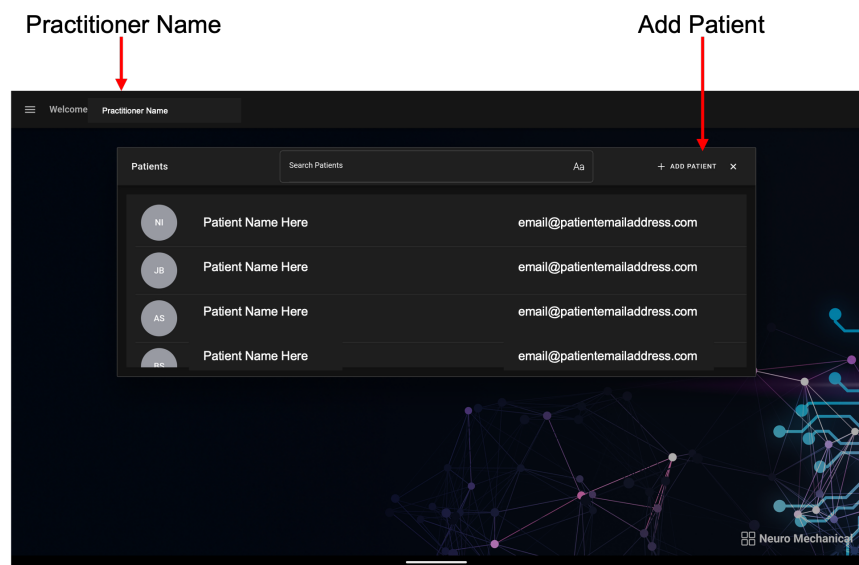 Practitioner Name
Add Patient
Welcome Practitioner Name
Patients
Search Patients
Aa
+ ADD PATIENT ×
NI
Patient Name Here
email@patientemailaddress.com
JB
Patient Name Here
email@patientemailaddress.com
AS
Patient Name Here
email@patientemailaddress.com
BS
Patient Name Here
email@patientemailaddress.com
Neuro Mechanical